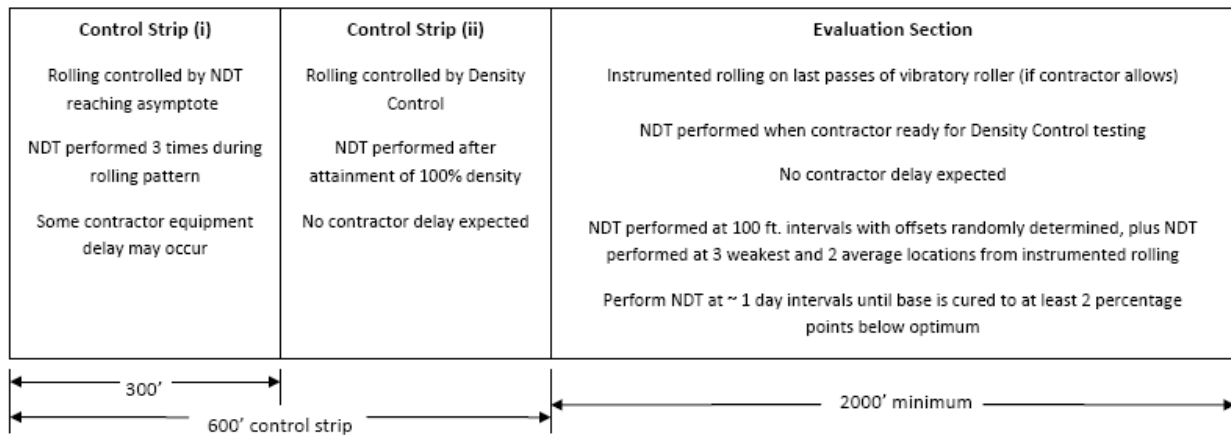 Control Strip (i)
Rolling controlled by NDT
reaching asymptote
NDT performed 3 times during
rolling pattern
Some contractor equipment
delay may occur
Control Strip (ii)
Rolling controlled by Density
Control
NDT performed after
attainment of 100% density
No contractor delay expected
Evaluation Section
Instrumented rolling on last passes of vibratory roller (if contractor allows)
NDT performed when contractor ready for Density Control testing
No contractor delay expected
NDT performed at 100 ft. intervals with offsets randomly determined, plus NDT
performed at 3 weakest and 2 average locations from instrumented rolling
Perform NDT at ~ 1 day intervals until base is cured to at least 2 percentage
points below optimum
300’
600’ control strip
2000’ minimum